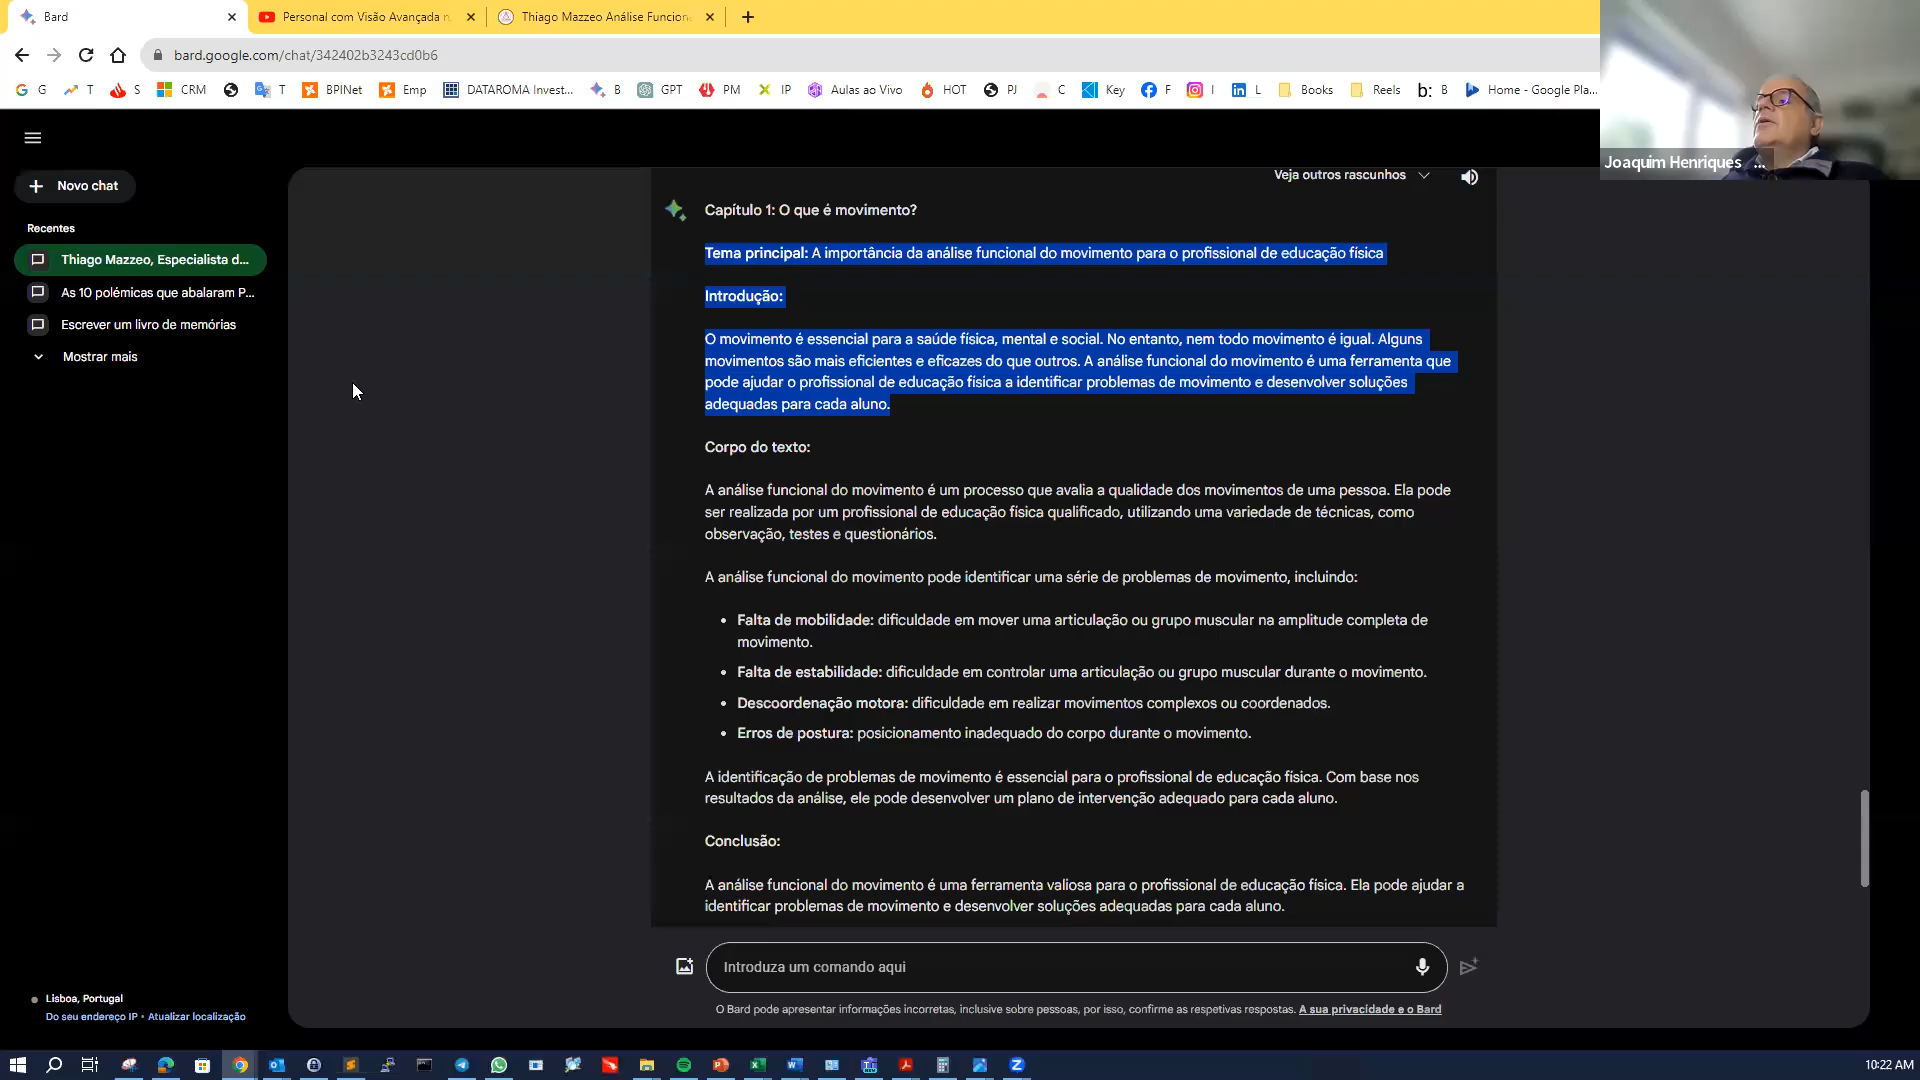 Bard
Personal com Visão Avançada n
Thiago Mazzeo Análise Funcion
bard.google.com/chat/342402b3243cd0b6
G
T
S
CRM
T
BPINet
Emp
DATAROMA Invest...
B
GPT
PM
IP
Aulas ao Vivo
HOT
PJ
C
Key
F
I
L
Books
Reels
b:
B
Home - Google Pla...
Joaquim Henriques ...
Novo chat
Recentes
Thiago Mazzeo, Especialista d...
As 10 polémicas que abalaram P...
Escrever um livro de memórias
Mostrar mais
Veja outros rascunhos
Capítulo 1: O que é movimento?
Tema principal: A importância da análise funcional do movimento para o profissional de educação física
Introdução:
O movimento é essencial para a saúde física, mental e social. No entanto, nem todo movimento é igual. Alguns
movimentos são mais eficientes e eficazes do que outros. A análise funcional do movimento é uma ferramenta que
pode ajudar o profissional de educação física a identificar problemas de movimento e desenvolver soluções
adequadas para cada aluno.
Corpo do texto:
A análise funcional do movimento é um processo que avalia a qualidade dos movimentos de uma pessoa. Ela pode
ser realizada por um profissional de educação física qualificado, utilizando uma variedade de técnicas, como
observação, testes e questionários.
A análise funcional do movimento pode identificar uma série de problemas de movimento, incluindo:
• Falta de mobilidade: dificuldade em mover uma articulação ou grupo muscular na amplitude completa de
movimento.
• Falta de estabilidade: dificuldade em controlar uma articulação ou grupo muscular durante o movimento.
• Descoordenação motora: dificuldade em realizar movimentos complexos ou coordenados.
• Erros de postura: posicionamento inadequado do corpo durante o movimento.
A identificação de problemas de movimento é essencial para o profissional de educação física. Com base nos
resultados da análise, ele pode desenvolver um plano de intervenção adequado para cada aluno.
Conclusão:
A análise funcional do movimento é uma ferramenta valiosa para o profissional de educação física. Ela pode ajudar a
identificar problemas de movimento e desenvolver soluções adequadas para cada aluno.
Introduza um comando aqui
O Bard pode apresentar informações incorretas, inclusive sobre pessoas, por isso, confirme as respetivas respostas. A sua privacidade e o Bard
Lisboa, Portugal
Do seu endereço IP • Atualizar localização
10:22 AM